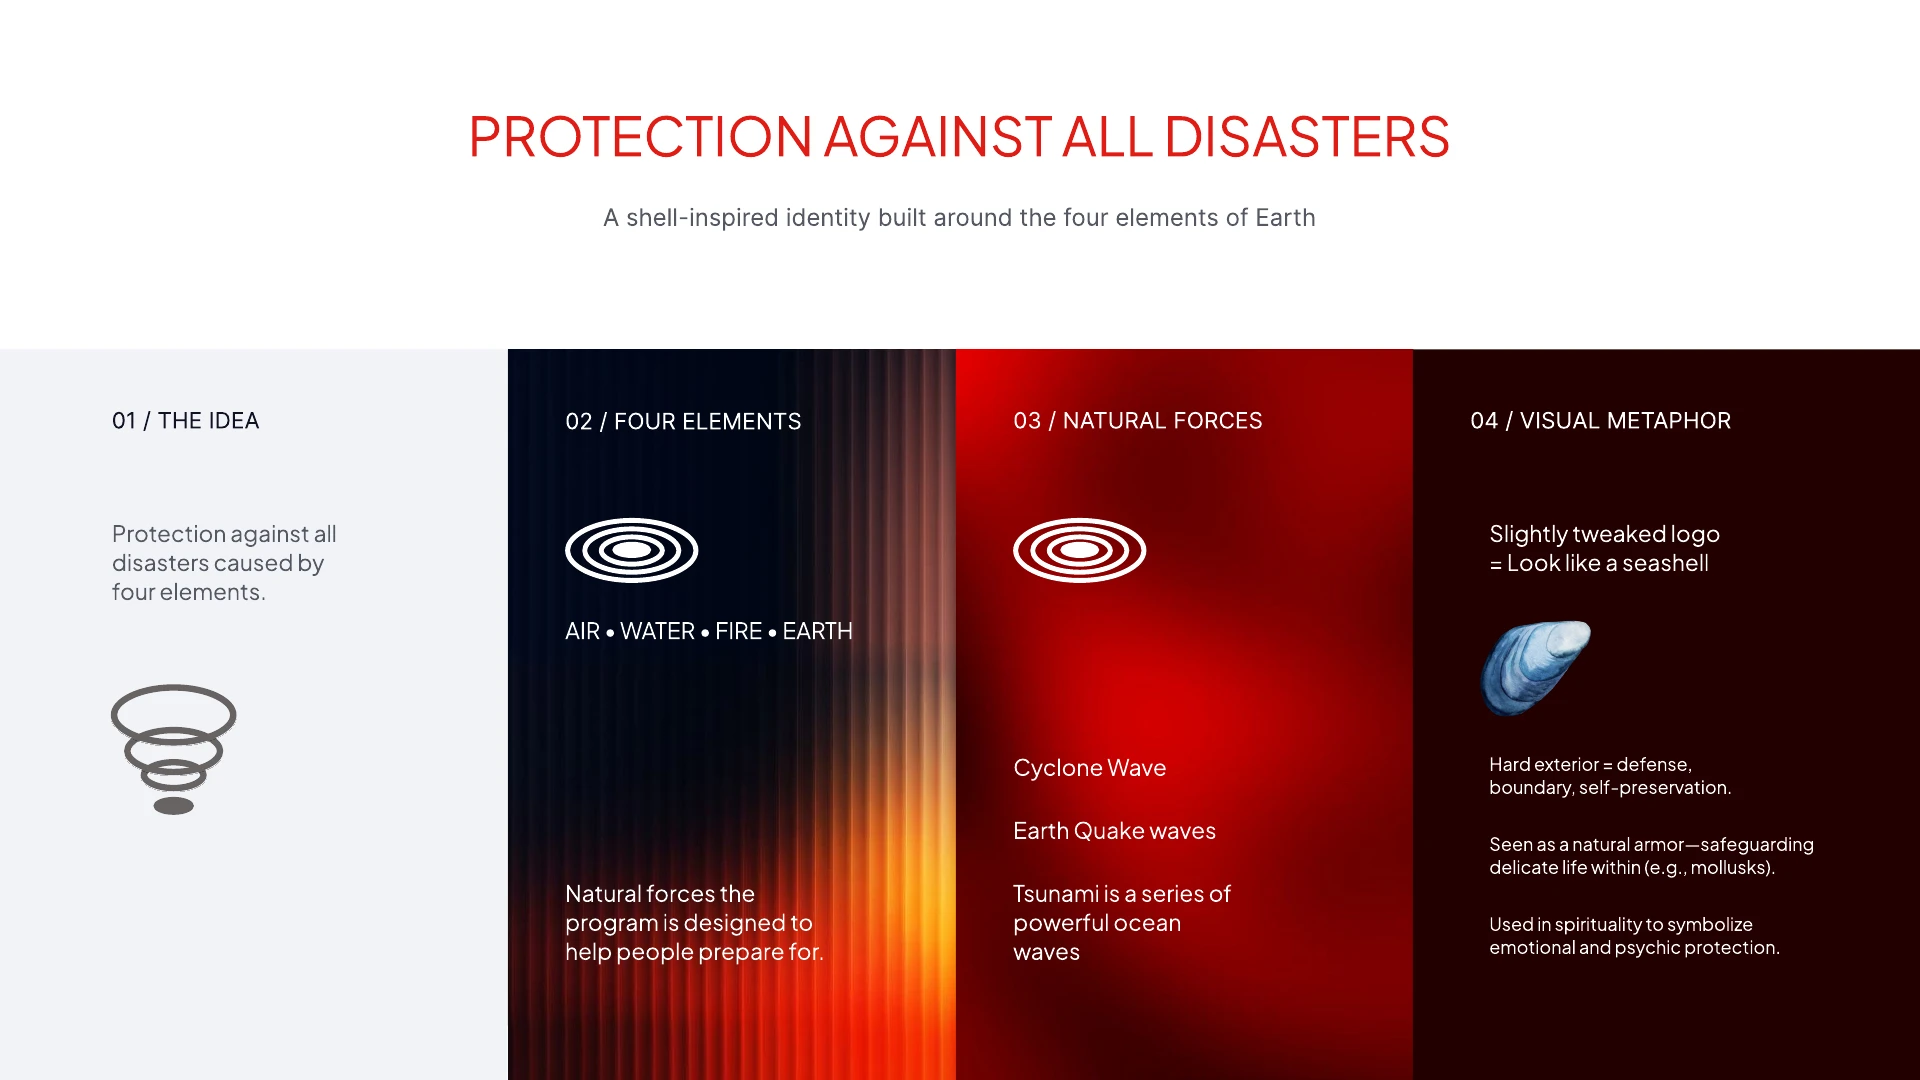 PROTECTION AGAINST ALL DISASTERS
A shell-inspired identity built around the four elements of Earth
01 / THE IDEA
Protection against all
disasters caused by
four elements.
02 / FOUR ELEMENTS
AIR • WATER • FIRE • EARTH
Natural forces the
program is designed to
help people prepare for.
03 / NATURAL FORCES
Cyclone Wave
Earth Quake waves
Tsunami is a series of
powerful ocean
waves
04 / VISUAL METAPHOR
Slightly tweaked logo
= Look like a seashell
Hard exterior = defense,
boundary, self-preservation.
Seen as a natural armor—safeguarding
delicate life within (e.g., mollusks).
Used in spirituality to symbolize
emotional and psychic protection.